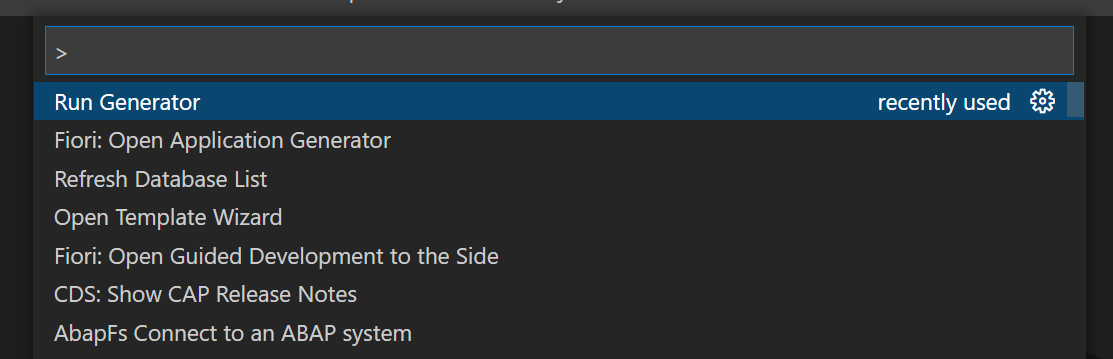 >
Run Generator recently used
Fiori: Open Application Generator
Refresh Database List
Open Template Wizard
Fiori: Open Guided Development to the Side
CDS: Show CAP Release Notes
AbapFs Connect to an ABAP system